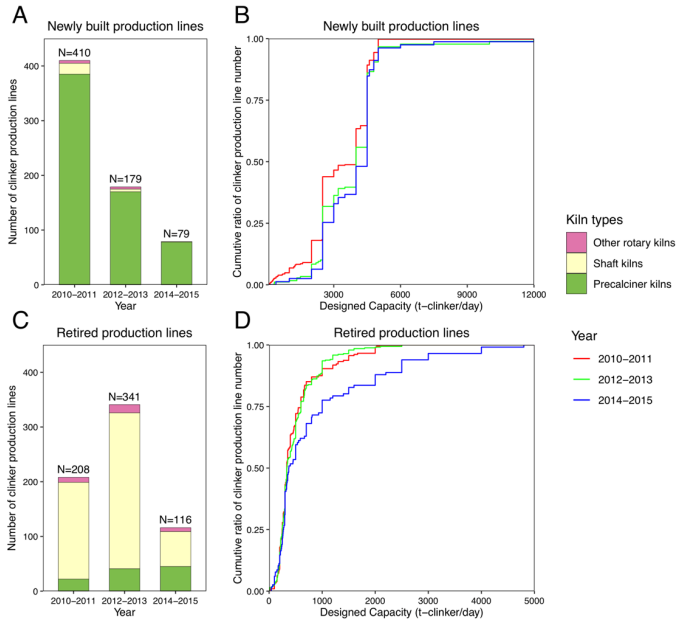 A
Newly built production lines
Number of clinker production lines
400
300
200
100
0
N=410
N=179
N=79
2010−2011
2012−2013
2014−2015
Year
B
Newly built production lines
Cumutive ratio of clinker production line number
1.00
0.75
0.50
0.25
0.00
3000
6000
9000
12000
Designed Capacity (t−clinker/day)
Kiln types
Other rotary kilns
Shaft kilns
Precalciner kilns
C
Retired production lines
Number of clinker production lines
400
300
200
100
0
N=208
N=341
N=116
2010−2011
2012−2013
2014−2015
Year
D
Retired production lines
Cumutive ratio of clinker production line number
1.00
0.75
0.50
0.25
0.00
0
1000
2000
3000
4000
5000
Designed Capacity (t−clinker/day)
Year
2010−2011
2012−2013
2014−2015